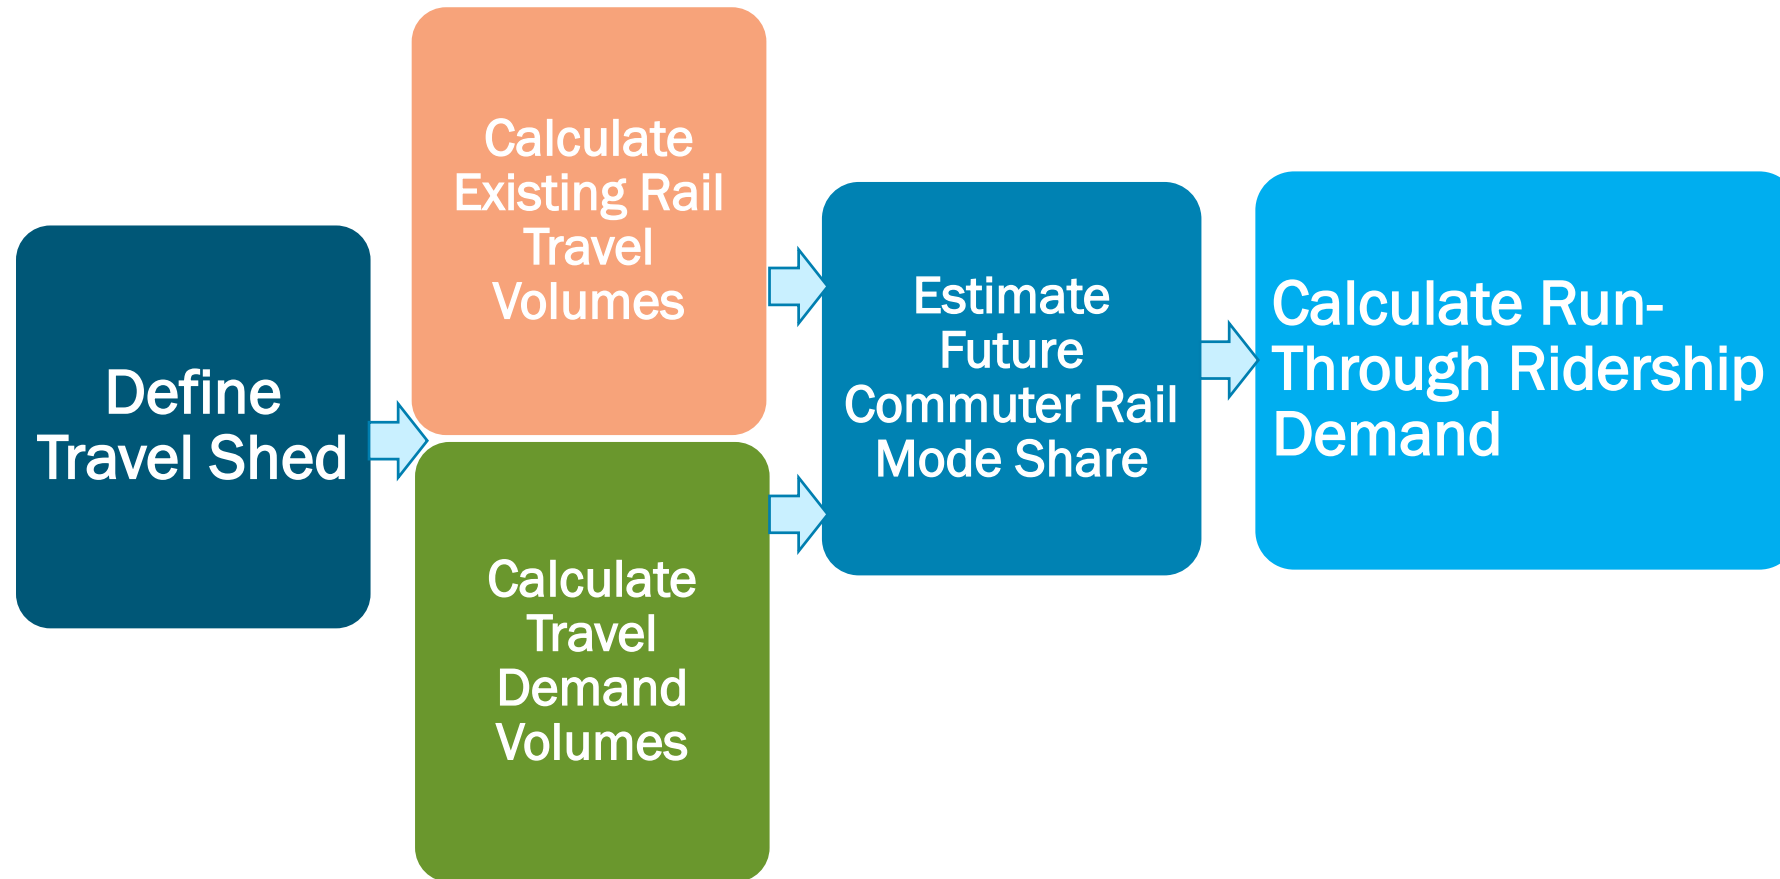 Define
Travel Shed
Calculate
Existing Rail
Travel
Volumes
Calculate
Travel
Demand
Volumes
Estimate
Future
Commuter Rail
Mode Share
Calculate Run-
Through Ridership
Demand